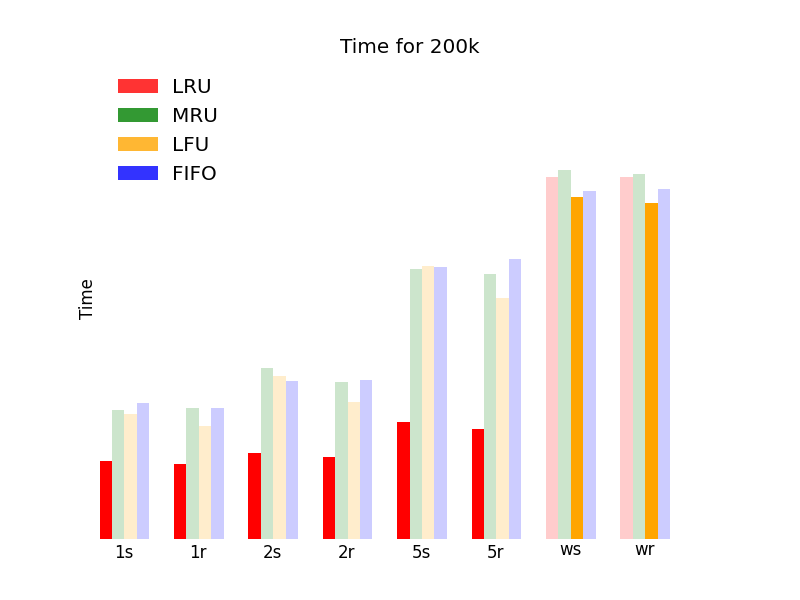 Time for 200k
LRU
MRU
LFU
FIFO
Time
1s 1r 2s 2r 5s 5r ws wr